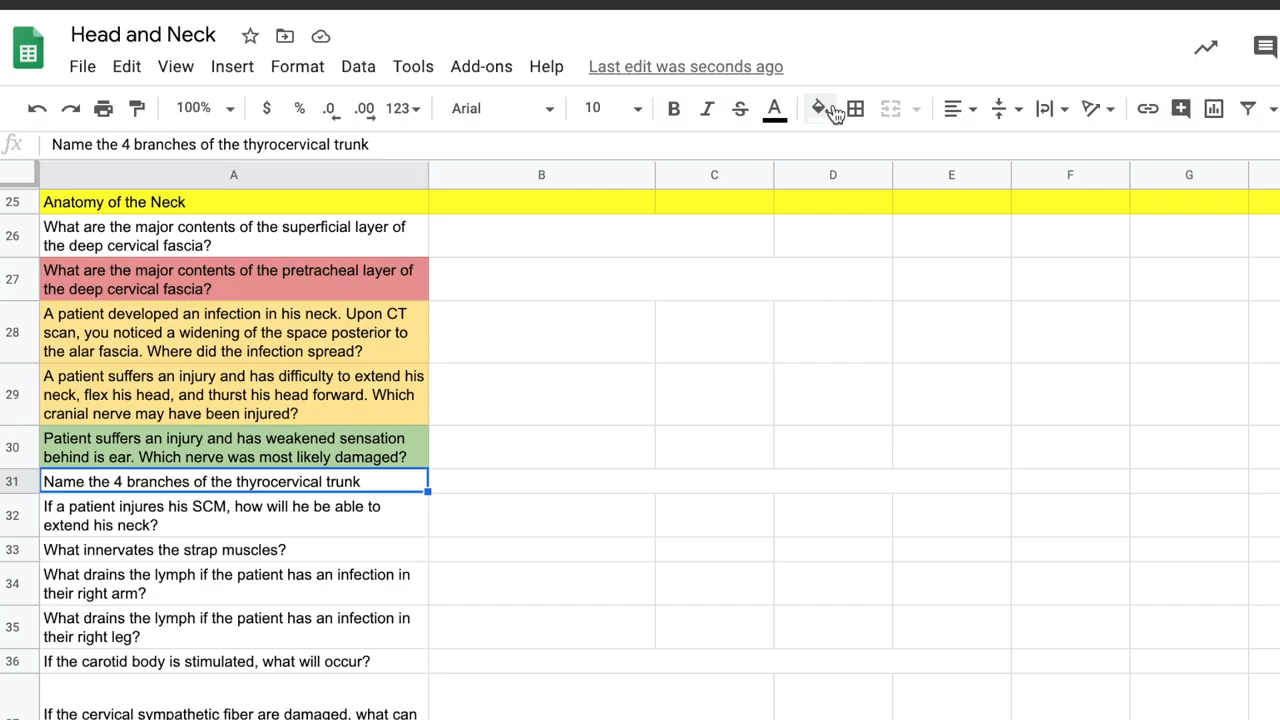 Head and Neck
File Edit View Insert Format Data Tools Add-ons Help Last edit was seconds ago
100% $ % .0 .00 123 Arial 10 B I S A
fx Name the 4 branches of the thyrocervical trunk
A B C D E F G
25 Anatomy of the Neck
26 What are the major contents of the superficial layer of
the deep cervical fascia?
27 What are the major contents of the pretracheal layer of
the deep cervical fascia?
28 A patient developed an infection in his neck. Upon CT
scan, you noticed a widening of the space posterior to
the alar fascia. Where did the infection spread?
29 A patient suffers an injury and has difficulty to extend his
neck, flex his head, and thurst his head forward. Which
cranial nerve may have been injured?
30 Patient suffers an injury and has weakened sensation
behind is ear. Which nerve was most likely damaged?
31 Name the 4 branches of the thyrocervical trunk
32 If a patient injures his SCM, how will he be able to
extend his neck?
33 What innervates the strap muscles?
34 What drains the lymph if the patient has an infection in
their right arm?
35 What drains the lymph if the patient has an infection in
their right leg?
36 If the carotid body is stimulated, what will occur?
If the cervical sympathetic fiber are damaged, what can